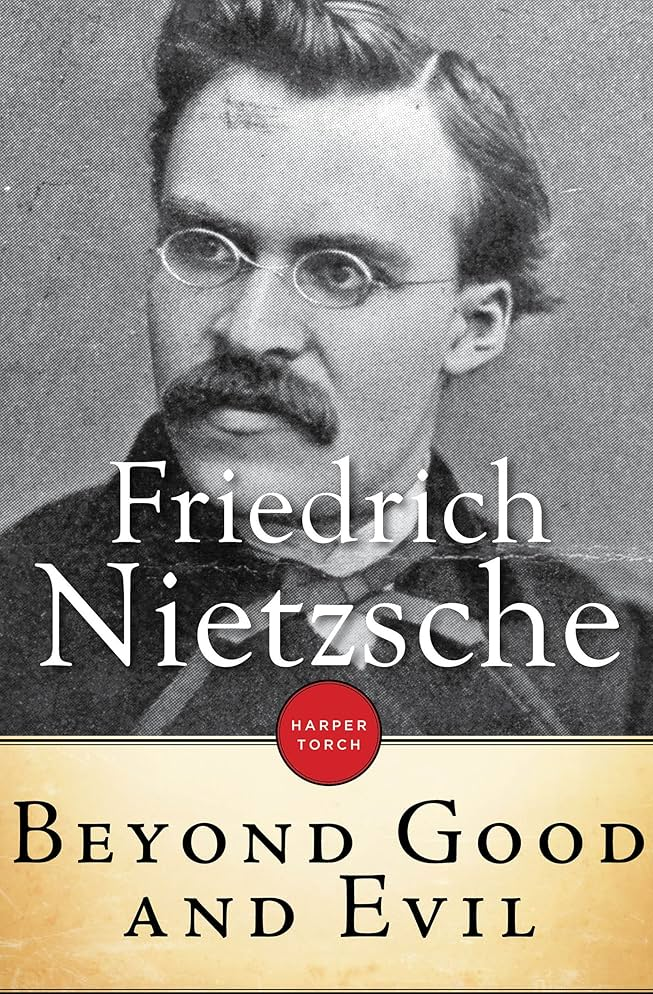 Friedrich
Nietzsche
HARPER
TORCH
BEYOND GOOD
AND EVIL